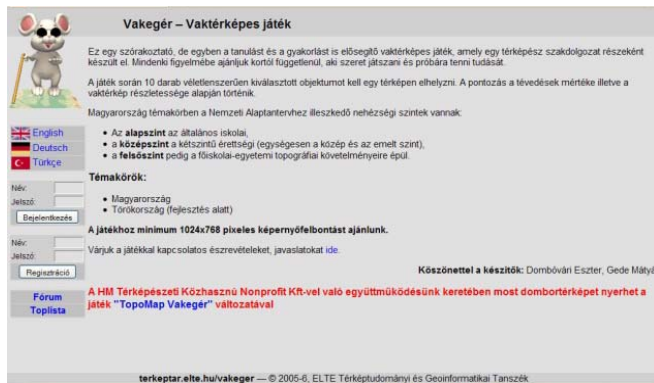 Vakegér – Vaktérképes játék
Ez egy szórakoztató, de egyben a tanulást és a gyakorlást is elősegítő vaktérképes játék, amely egy térképész szakdolgozat részeként
készült el. Mindenki figyelmébe ajánljuk kortól függetlenül, aki szeret játszani és próbára tenni tudását.
A játék során 10 darab véletlenszerűen kiválasztott objektumot kell egy térképen elhelyzni. A pontozás a tévedések mértéke illetve a
vaktérkép részletessége alapján történik.
Magyarország témakörben a Nemzeti Alaptantervhez illeszkedő nehézségi szintek vannak:
• Az alapszint az általános iskolai,
• a középszint a kétszintű érettségi (egységesen a közép és az emelt szint),
• a felsőszint pedig a főiskolai-egyetemi topográfiai követelményeire épül.
Témakörök:
• Magyarország
• Törökország (fejlesztés alatt)
A játékhoz minimum 1024x768 pixeles képernyőfelbontást ajánlunk.
Várjuk a játékkal kapcsolatos észrevételeket, javaslatokat ide.
Köszönettel a készítők: Dombóvári Eszter, Gede Mátyá
A HM Térképészeti Közhasznú Nonprofit Kft-vel való együttműködésünk keretében most dombortérképet nyerhet a
játék "TopoMap Vakegér" változatával
English
Deutsch
Türkçe
Név:
Jelszó:
Bejelentkezés
Név:
Jelszó:
Regisztráció
Fórum
Toplista
terkeptar.elte.hu/vakeger — © 2005-6, ELTE Térképtudományi és Geoinformatikai Tanszék